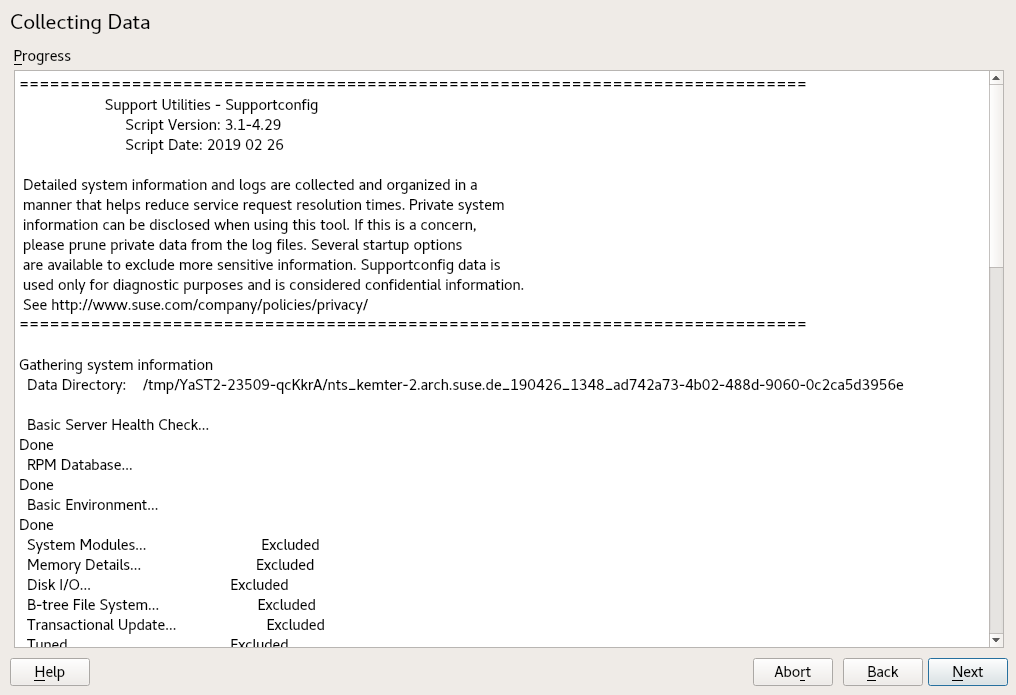 Collecting Data
Progress
==============================================================================
Support Utilities - Supportconfig
Script Version: 3.1-4.29
Script Date: 2019 02 26
Detailed system information and logs are collected and organized in a
manner that helps reduce service request resolution times. Private system
information can be disclosed when using this tool. If this is a concern,
please prune private data from the log files. Several startup options
are available to exclude more sensitive information. Supportconfig data is
used only for diagnostic purposes and is considered confidential information.
See http://www.suse.com/company/policies/privacy/
==============================================================================
Gathering system information
Data Directory: /tmp/YaST2-23509-qcKkrA/nts_kemter-2.arch.suse.de_190426_1348_ad742a73-4b02-488d-9060-0c2ca5d3956e
Basic Server Health Check...
Done
RPM Database...
Done
Basic Environment...
Done
System Modules... Excluded
Memory Details... Excluded
Disk I/O... Excluded
B-tree File System... Excluded
Transactional Update... Excluded
Tuned Excluded
Help Abort Back Next